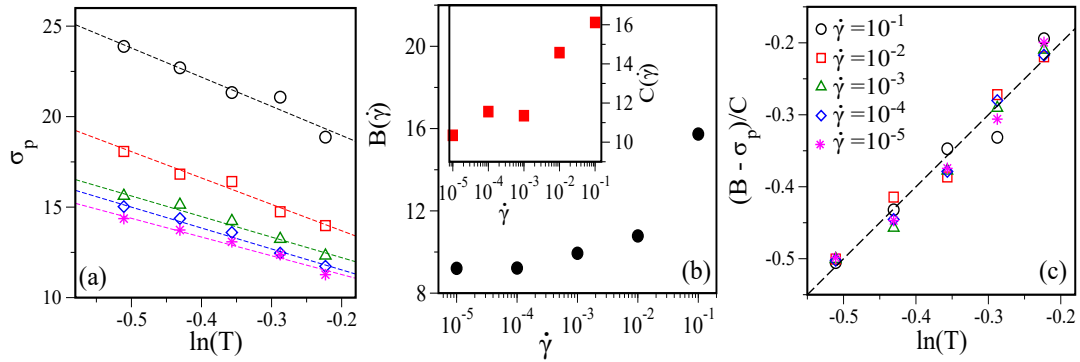 25
20
15
10
σp
-0.5 -0.4 -0.3 -0.2
ln(T)
(a)
20
16
12
8
B(γ̇)
10^-5 10^-4 10^-3 10^-2 10^-1
γ̇
(b)
16
14
12
10
C(γ̇)
10^-5 10^-4 10^-3 10^-2 10^-1
γ̇
-0.2
-0.3
-0.4
-0.5
(B - σp)/C
γ̇ =10^-1
γ̇ =10^-2
γ̇ =10^-3
γ̇ =10^-4
γ̇ =10^-5
-0.5 -0.4 -0.3 -0.2
ln(T)
(c)